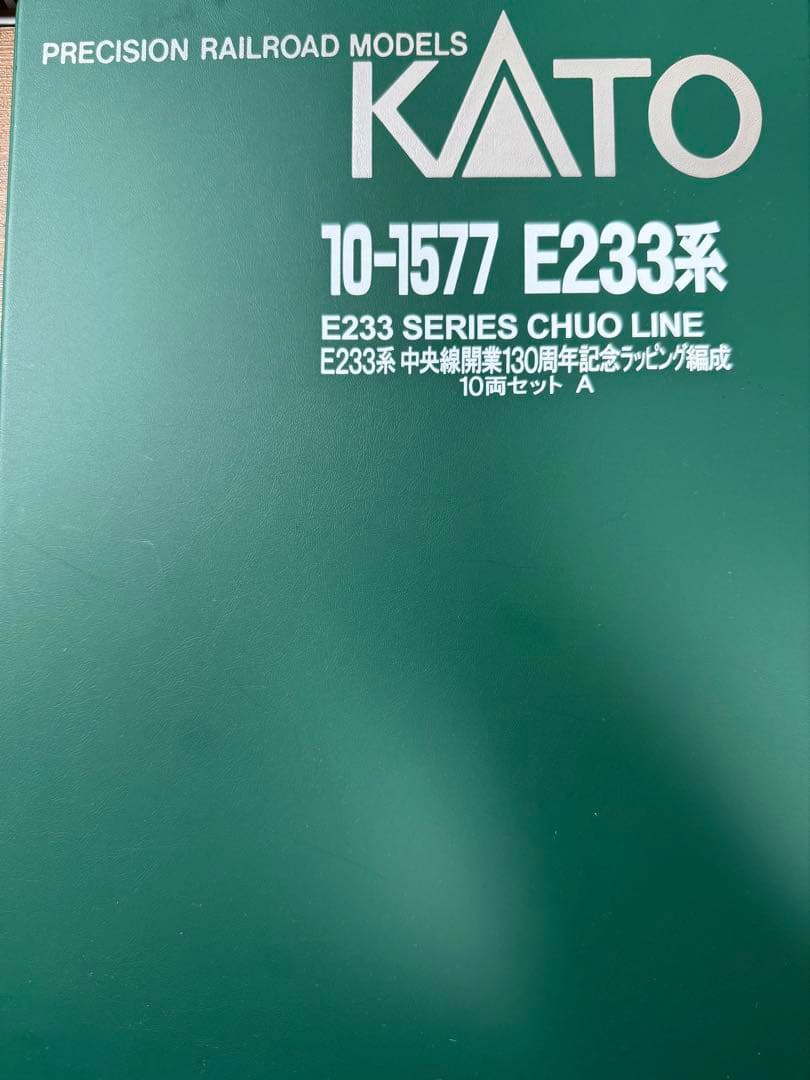 PRECISION RAILROAD MODELS
KATO
10-1577 E233系
E233 SERIES CHUO LINE
E233系 中央線開業130周年記念ラッピング編成
10両セット A